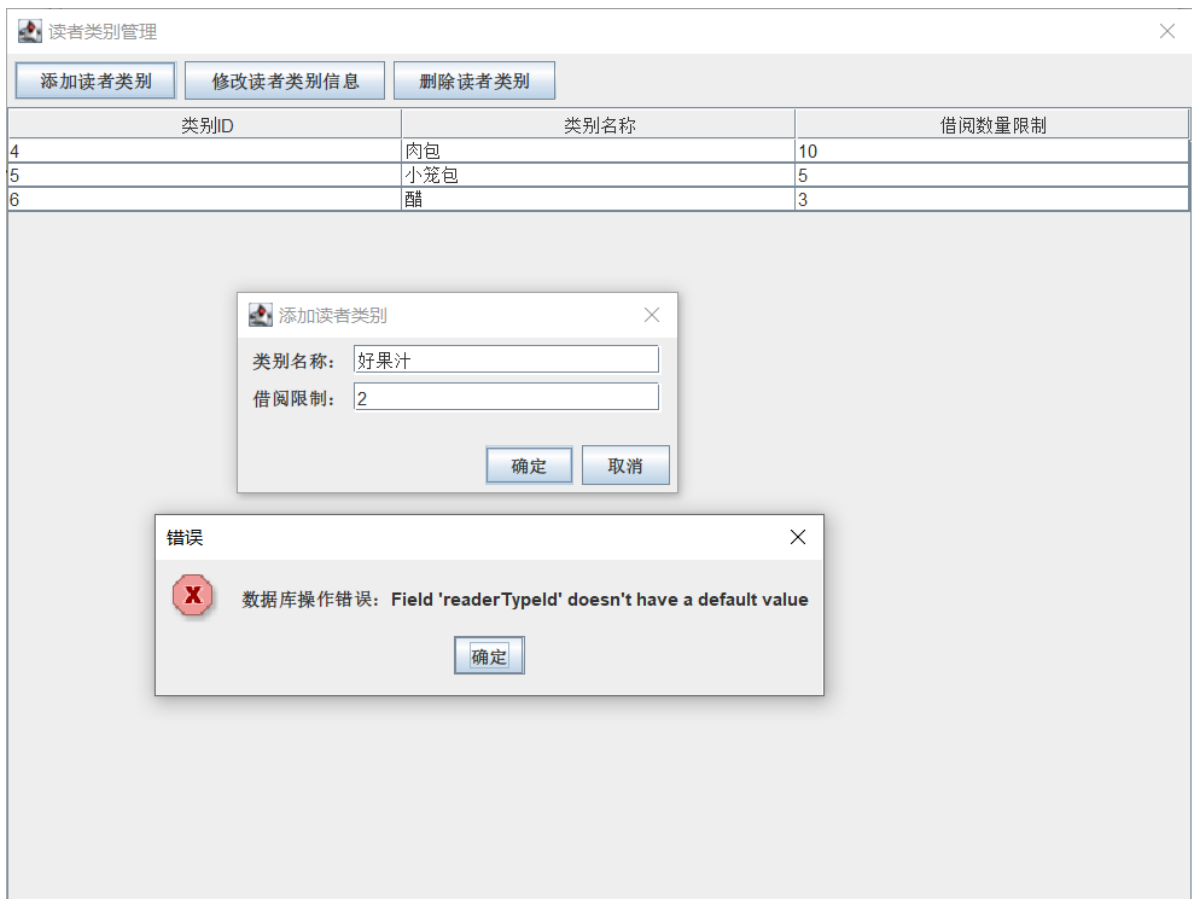 读者类别管理
添加读者类别 修改读者类别信息 删除读者类别
类别ID 类别名称 借阅数量限制
4 肉包 10
5 小笼包 5
6 醋 3
添加读者类别
类别名称： 好果汁
借阅限制： 2
确定 取消
错误
数据库操作错误：Field 'readerTypeId' doesn't have a default value
确定